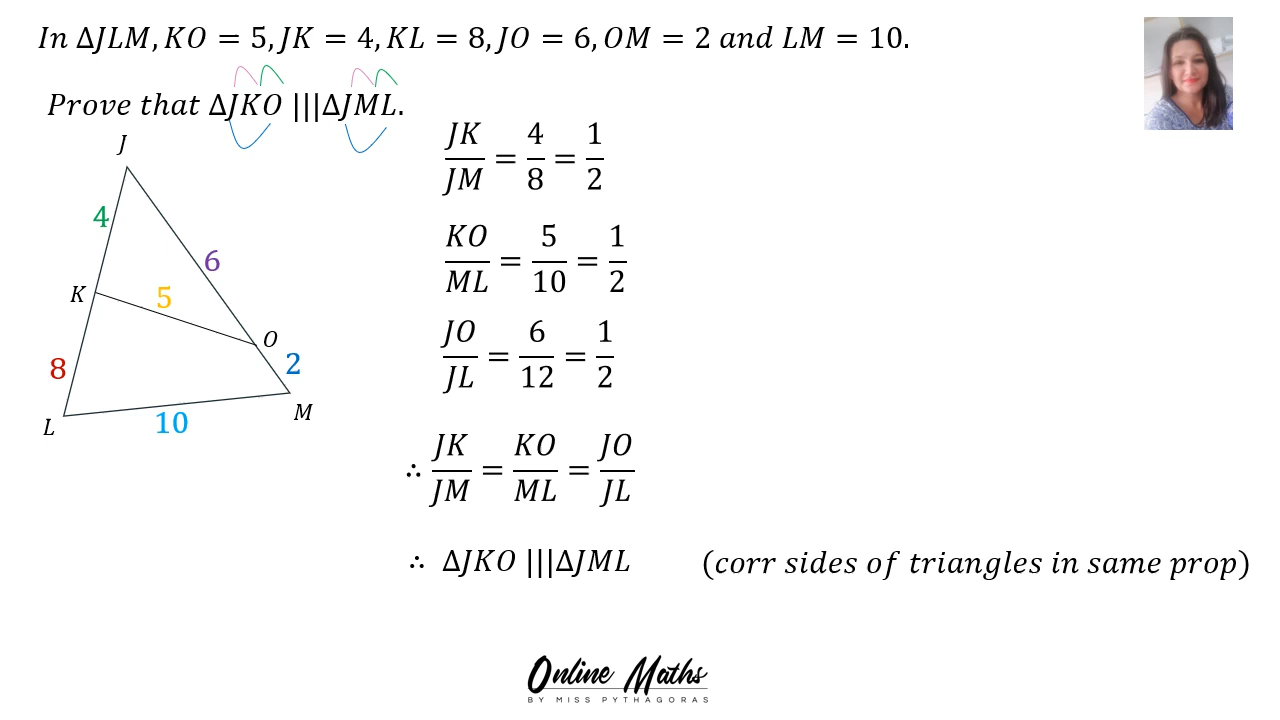 In ΔJLM, KO = 5, JK = 4, KL = 8, JO = 6, OM = 2 and LM = 10.
Prove that ΔJKO |||ΔJML.
J
4
6
K
5
O
8
2
L
10
M
JK/JM = 4/8 = 1/2
KO/ML = 5/10 = 1/2
JO/JL = 6/12 = 1/2
∴ JK/JM = KO/ML = JO/JL
∴ ΔJKO |||ΔJML (corr sides of triangles in same prop)
Online Maths
BY MISS PYTHAGORAS